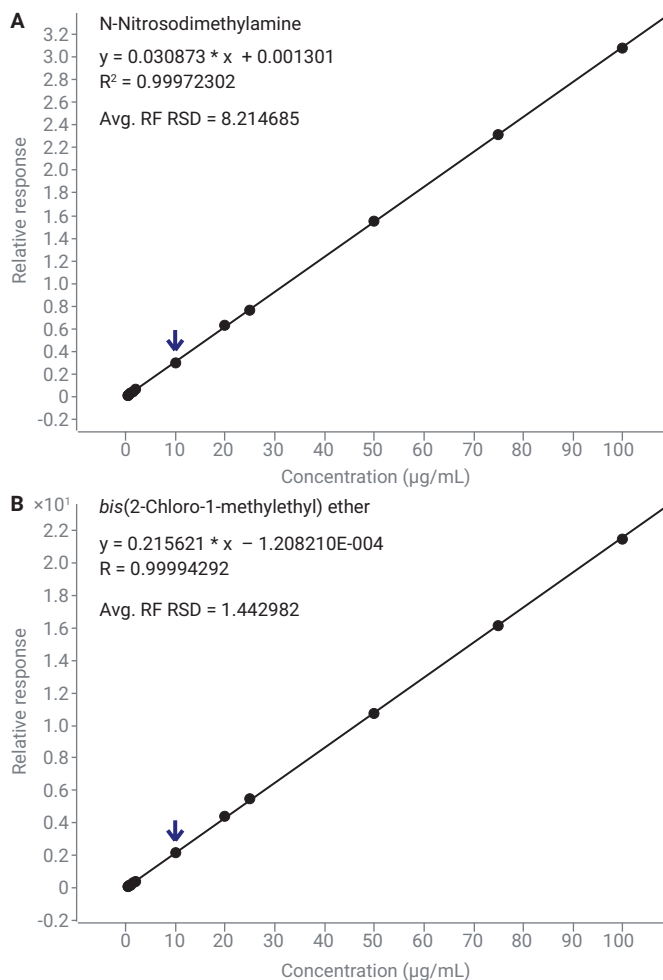 A
N-Nitrosodimethylamine
y = 0.030873 * x + 0.001301
R² = 0.99972302
Avg. RF RSD = 8.214685
Relative response
3.2
3.0
2.8
2.6
2.4
2.2
2.0
1.8
1.6
1.4
1.2
1.0
0.8
0.6
0.4
0.2
0
-0.2
0 10 20 30 40 50 60 70 80 90 100
Concentration (µg/mL)
B
×10¹
bis(2-Chloro-1-methylethyl) ether
y = 0.215621 * x – 1.208210E-004
R = 0.99994292
Avg. RF RSD = 1.442982
Relative response
2.2
2.0
1.8
1.6
1.4
1.2
1.0
0.8
0.6
0.4
0.2
0
-0.2
0 10 20 30 40 50 60 70 80 90 100
Concentration (µg/mL)